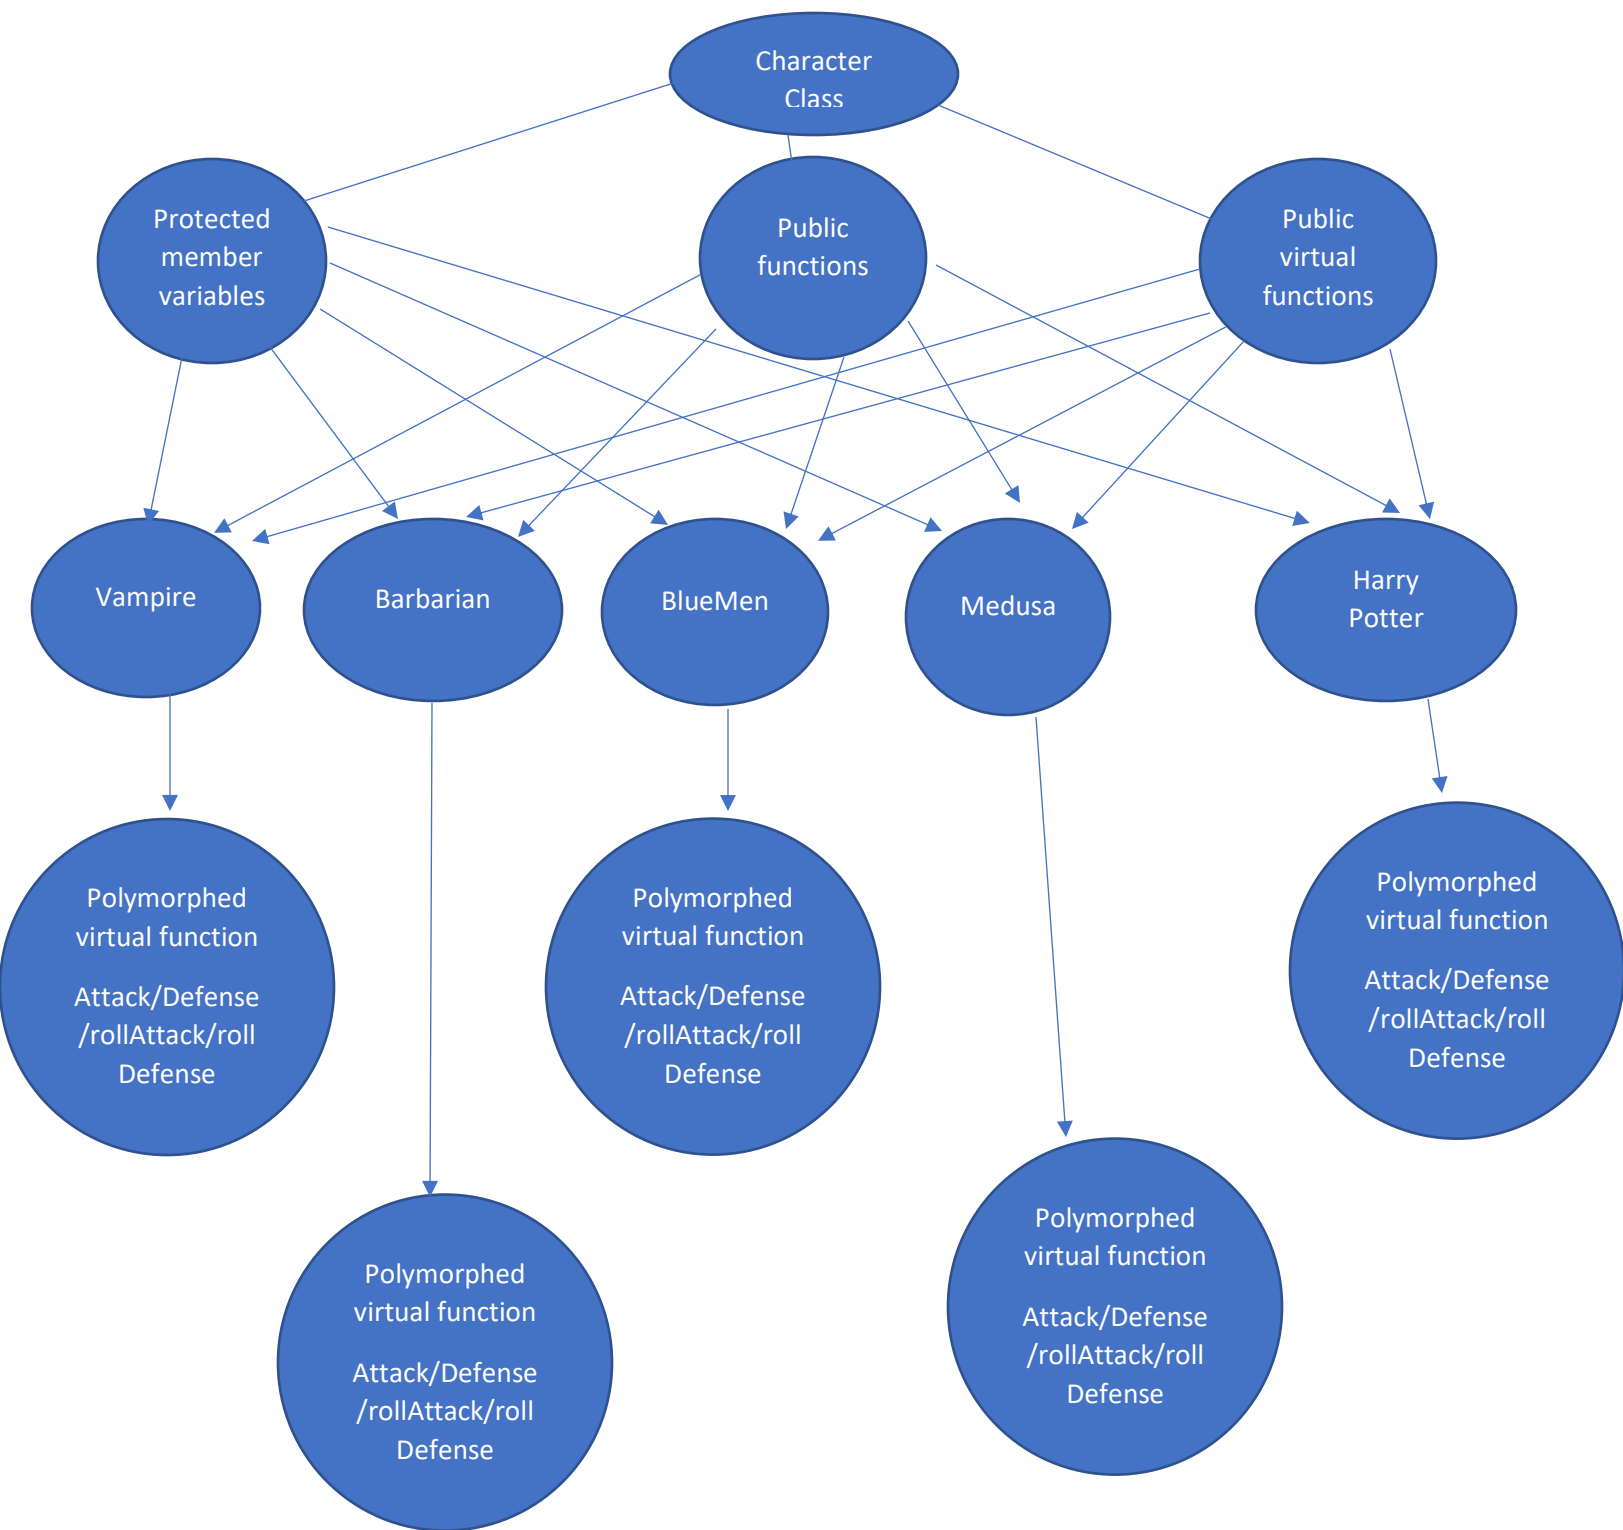 Character
Class
Protected
member
variables
Public
functions
Public
virtual
functions
Vampire
Barbarian
BlueMen
Medusa
Harry
Potter
Polymorphed
virtual function
Attack/Defense
/rollAttack/roll
Defense
Polymorphed
virtual function
Attack/Defense
/rollAttack/roll
Defense
Polymorphed
virtual function
Attack/Defense
/rollAttack/roll
Defense
Polymorphed
virtual function
Attack/Defense
/rollAttack/roll
Defense
Polymorphed
virtual function
Attack/Defense
/rollAttack/roll
Defense